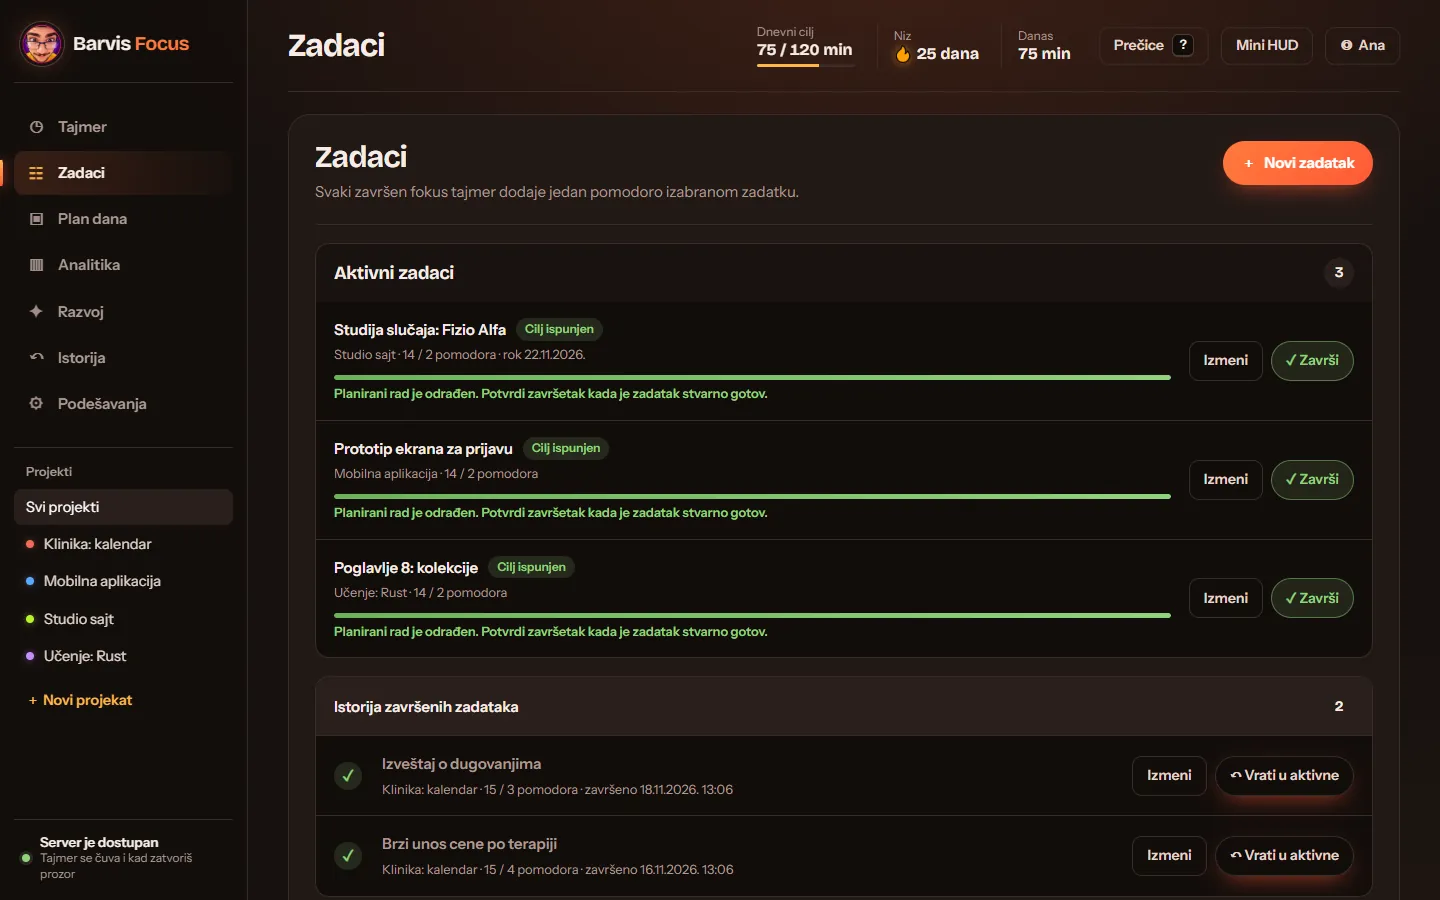 Barvis Focus
Tajmer
Zadaci
Plan dana
Analitika
Razvoj
Istorija
Podešavanja
Projekti
Svi projekti
Klinika: kalendar
Mobilna aplikacija
Studio sajt
Učenje: Rust
+ Novi projekat
Server je dostupan
Tajmer se čuva i kad zatvoriš
prozor
Zadaci
Dnevni cilj
75 / 120 min
Niz
🔥 25 dana
Danas
75 min
Prečice ?
Mini HUD
Ana
Zadaci
Svaki završen fokus tajmer dodaje jedan pomodoro izabranom zadatku.
+ Novi zadatak
Aktivni zadaci
3
Studija slučaja: Fizio Alfa Cilj ispunjen
Studio sajt · 14 / 2 pomodora · rok 22.11.2026.
Planirani rad je odrađen. Potvrdi završetak kada je zadatak stvarno gotov.
Izmeni
✓ Završi
Prototip ekrana za prijavu Cilj ispunjen
Mobilna aplikacija · 14 / 2 pomodora
Planirani rad je odrađen. Potvrdi završetak kada je zadatak stvarno gotov.
Izmeni
✓ Završi
Poglavlje 8: kolekcije Cilj ispunjen
Učenje: Rust · 14 / 2 pomodora
Planirani rad je odrađen. Potvrdi završetak kada je zadatak stvarno gotov.
Izmeni
✓ Završi
Istorija završenih zadataka
2
Izveštaj o dugovanjima
Klinika: kalendar · 15 / 3 pomodora · završeno 18.11.2026. 13:06
Izmeni
↶ Vrati u aktivne
Brzi unos cene po terapiji
Klinika: kalendar · 15 / 4 pomodora · završeno 16.11.2026. 13:06
Izmeni
↶ Vrati u aktivne